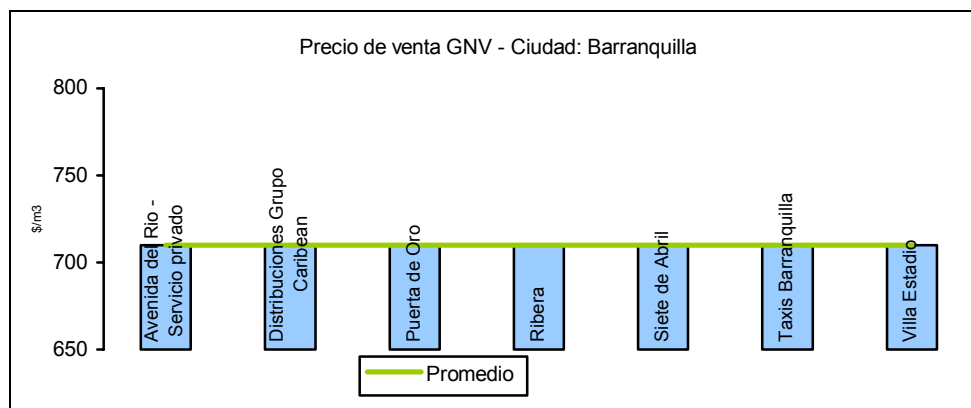 Precio de venta GNV - Ciudad: Barranquilla
800
750
700
650
$/m3
Avenida del Rio -
Servicio privado
Distribuciones Grupo
Caribean
Puerta de Oro
Ribera
Siete de Abril
Taxis Barranquilla
Villa Estadio
Promedio